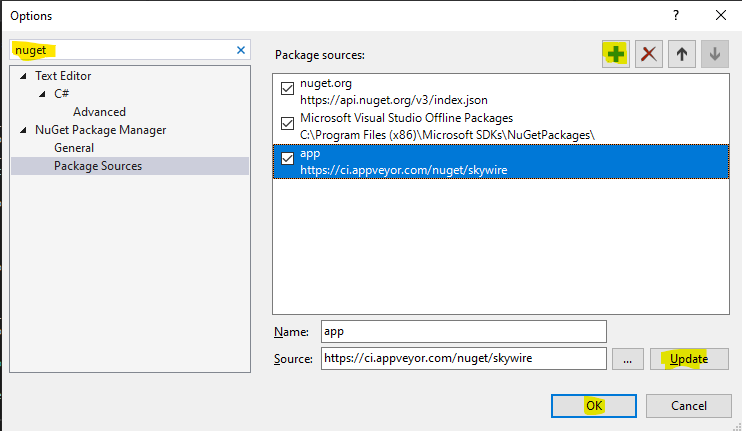 Options
?
nuget
Package sources:
Text Editor
C#
Advanced
NuGet Package Manager
General
Package Sources
nuget.org
https://api.nuget.org/v3/index.json
Microsoft Visual Studio Offline Packages
C:\Program Files (x86)\Microsoft SDKs\NuGetPackages\
app
https://ci.appveyor.com/nuget/skywire
Name:
app
Source:
https://ci.appveyor.com/nuget/skywire
...
Update
OK
Cancel